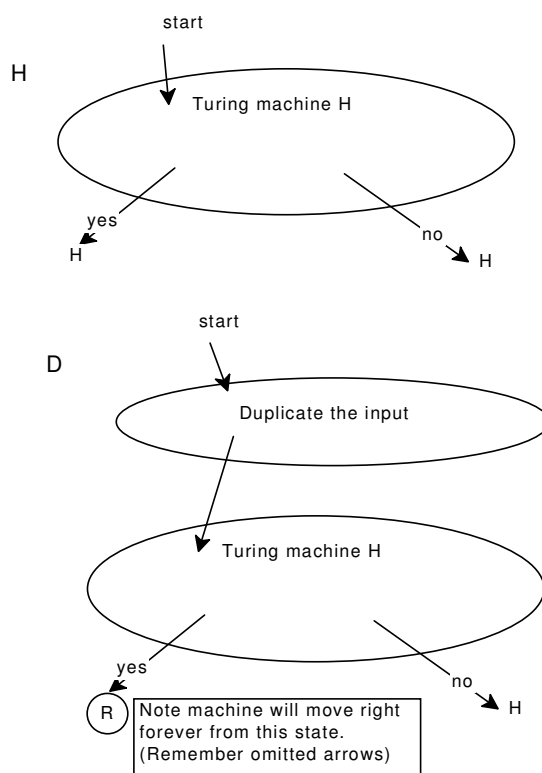 start
H
Turing machine H
yes
no
H
H
start
D
Duplicate the input
Turing machine H
yes
no
R
H
Note machine will move right
forever from this state.
(Remember omitted arrows)